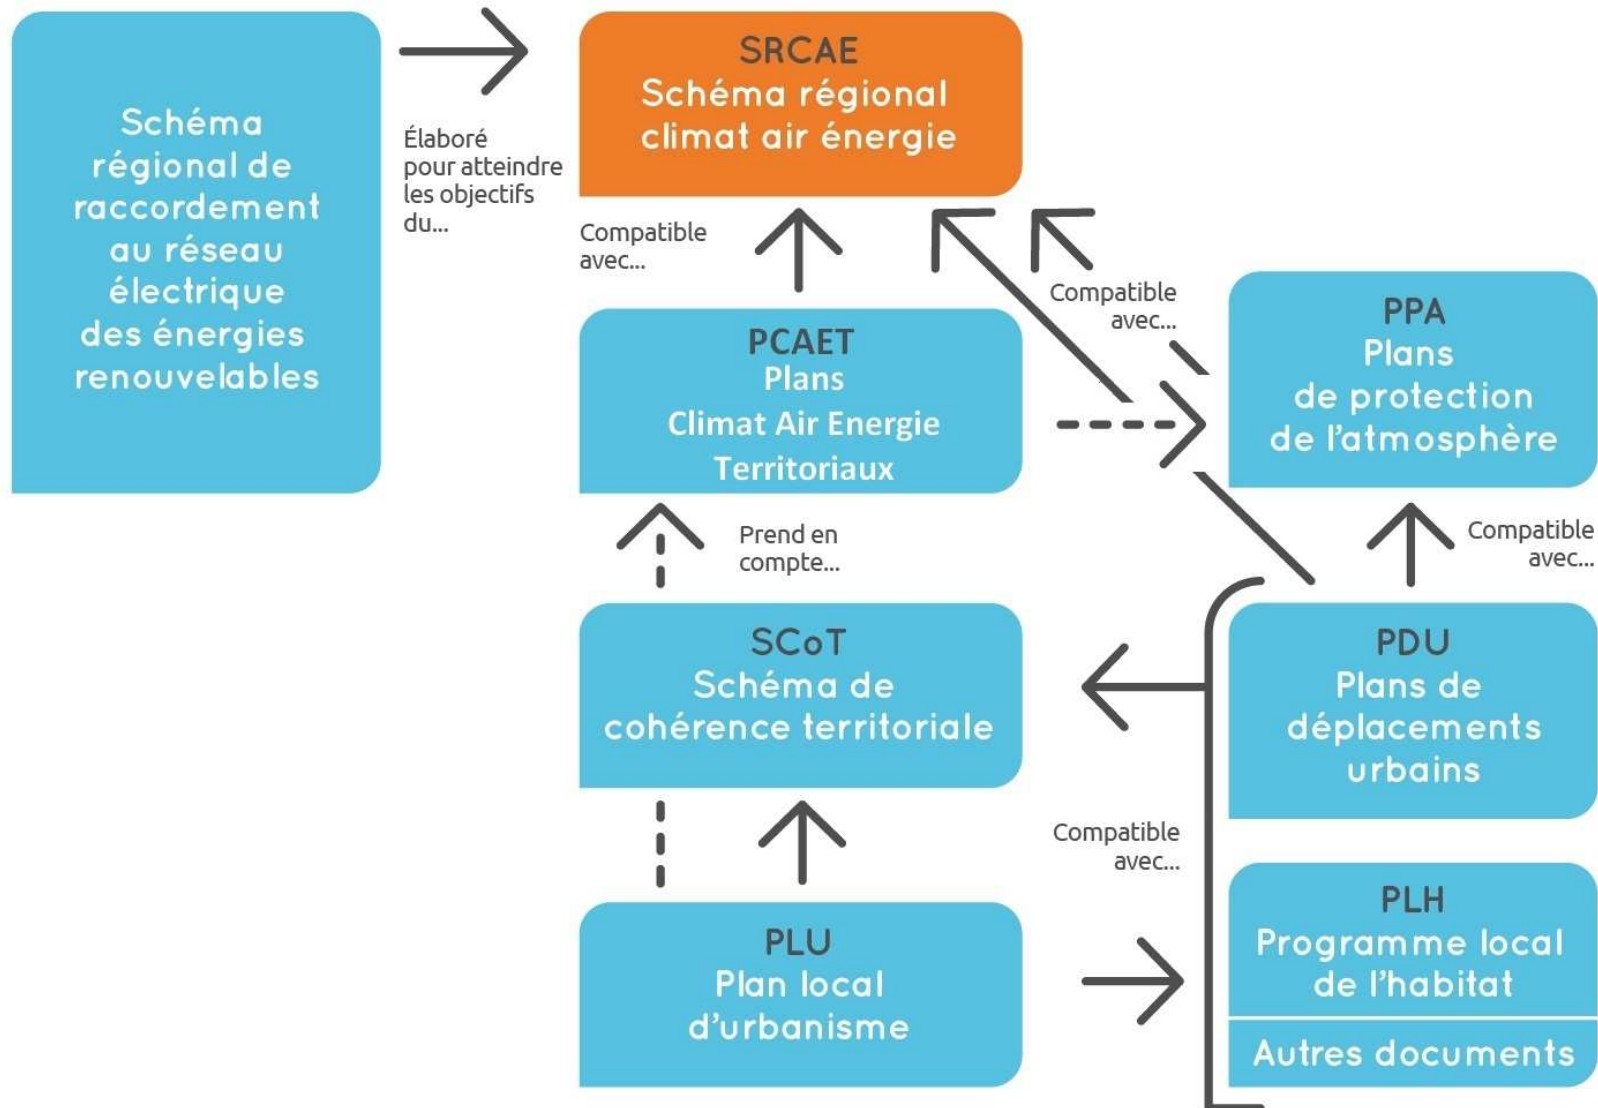 Schéma
régional de
raccordement
au réseau
électrique
des énergies
renouvelables
Élaboré
pour atteindre
les objectifs
du...
SRCAE
Schéma régional
climat air énergie
Compatible
avec...
Compatible
avec...
PCAET
Plans
Climat Air Energie
Territoriaux
PPA
Plans
de protection
de l'atmosphère
Prend en
compte...
Compatible
avec...
SCoT
Schéma de
cohérence territoriale
PDU
Plans de
déplacements
urbains
Compatible
avec...
PLU
Plan local
d'urbanisme
PLH
Programme local
de l'habitat
Autres documents